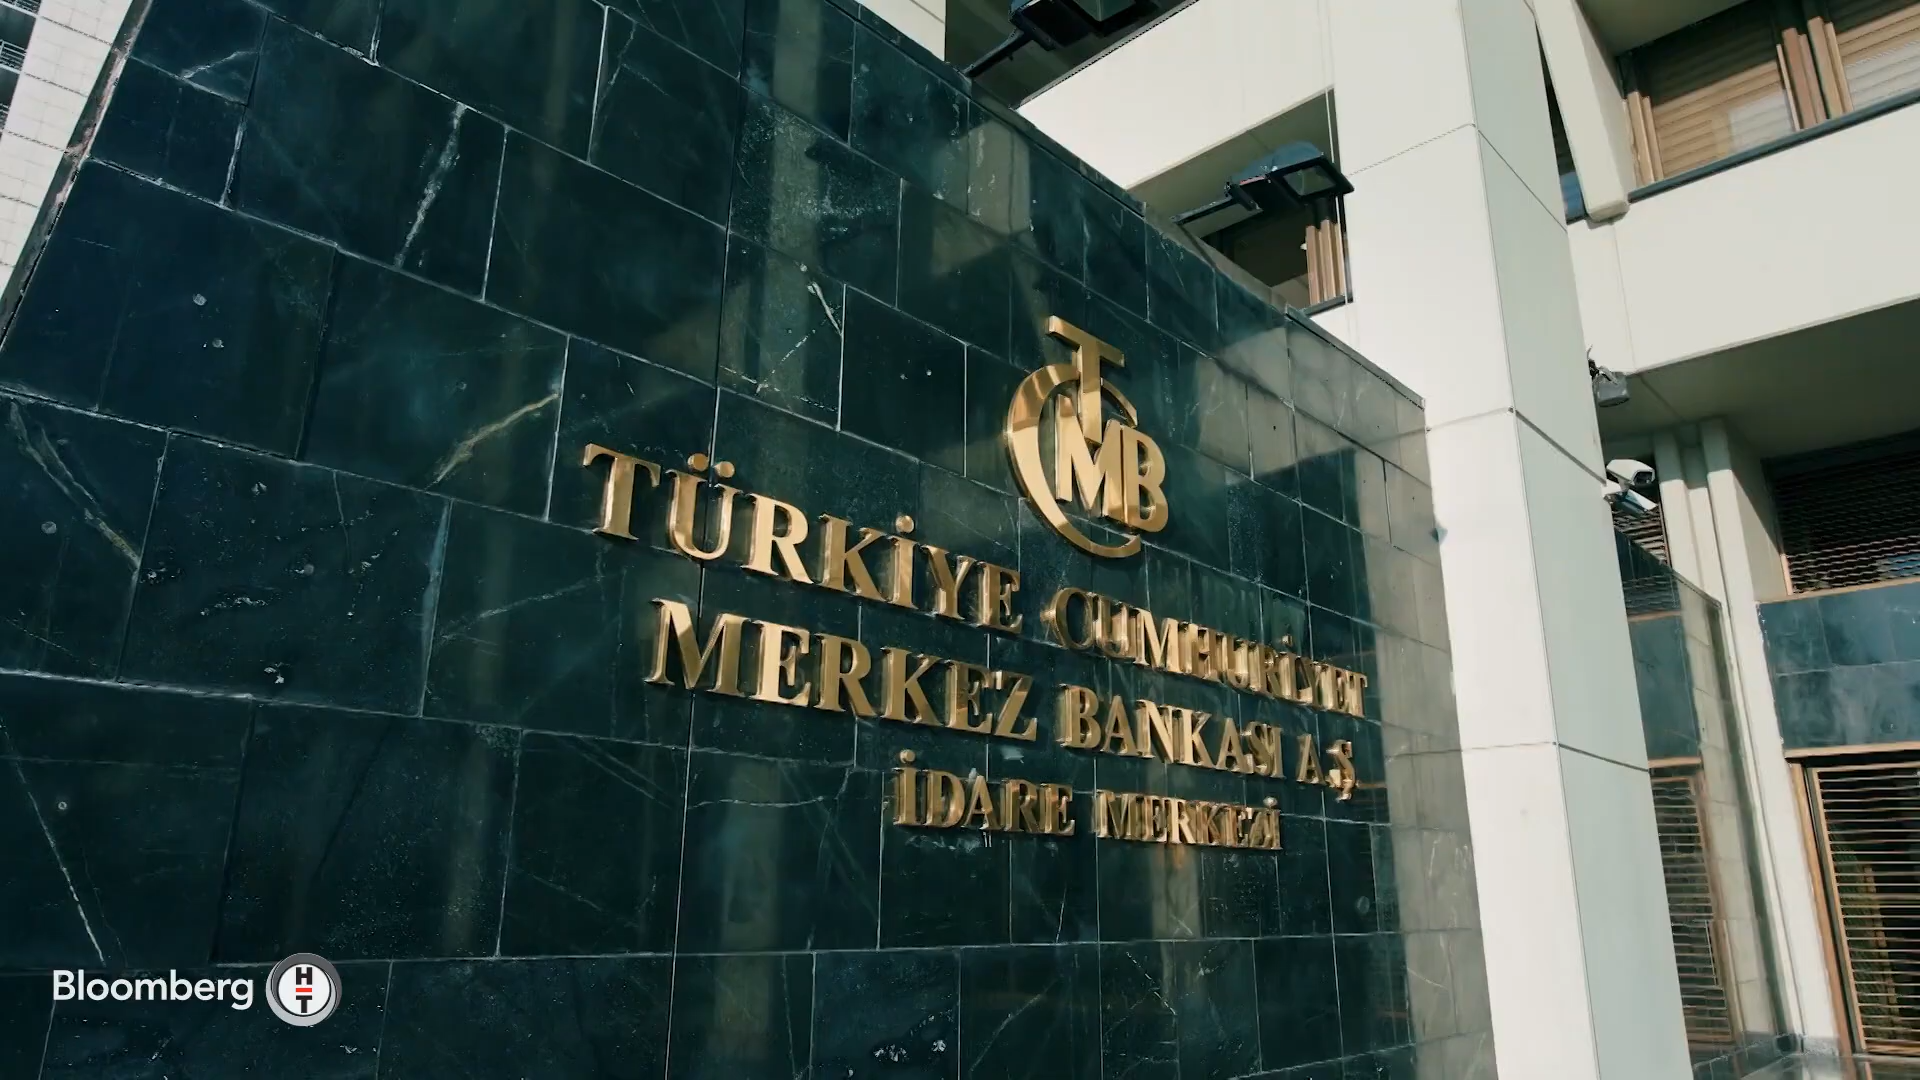 TCMB
TÜRKİYE CUMHURİYET
MERKEZ BANKASI A.Ş.
İDARE MERKEZİ
Bloomberg HT